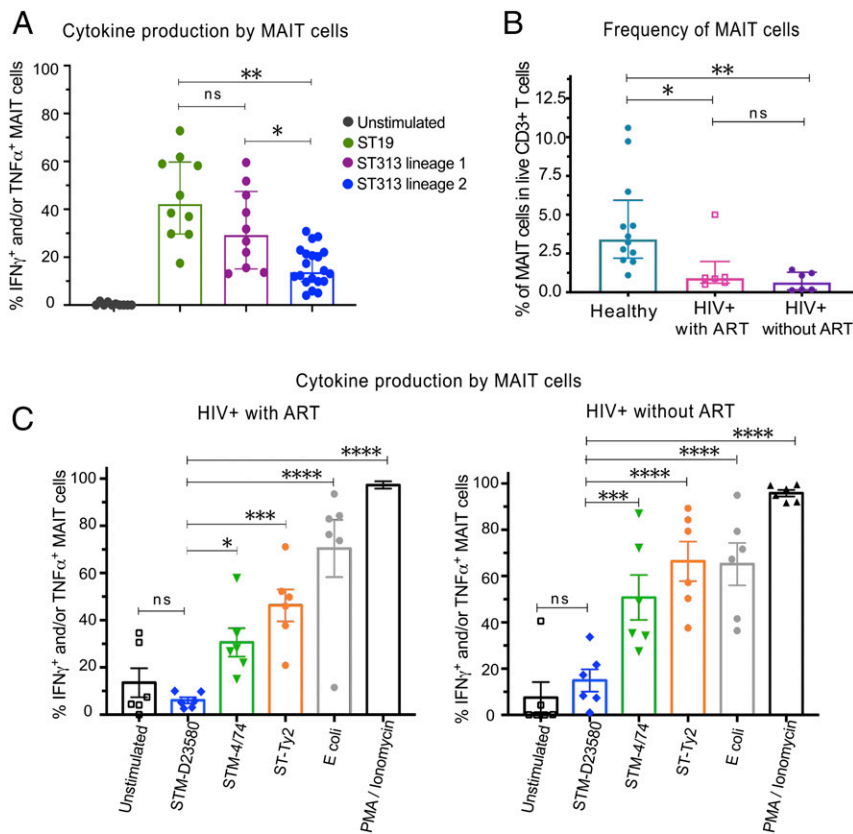 A
Cytokine production by MAIT cells
% IFNγ+ and/or TNFα+ MAIT cells
100
80
60
40
20
0
**
ns
*
Unstimulated
ST19
ST313 lineage 1
ST313 lineage 2
B
Frequency of MAIT cells
% of MAIT cells in live CD3+ T cells
12.5
10.0
7.5
5.0
2.5
0.0
**
*
ns
Healthy
HIV+
with ART
HIV+
without ART
Cytokine production by MAIT cells
C
HIV+ with ART
% IFNγ+ and/or TNFα+ MAIT cells
100
80
60
40
20
0
****
****
***
*
ns
Unstimulated
STM-D23580
STM-4/74
ST-Ty2
E coli
PMA / Ionomycin
HIV+ without ART
% IFNγ+ and/or TNFα+ MAIT cells
100
80
60
40
20
0
****
****
****
***
ns
Unstimulated
STM-D23580
STM-4/74
ST-Ty2
E coli
PMA / Ionomycin